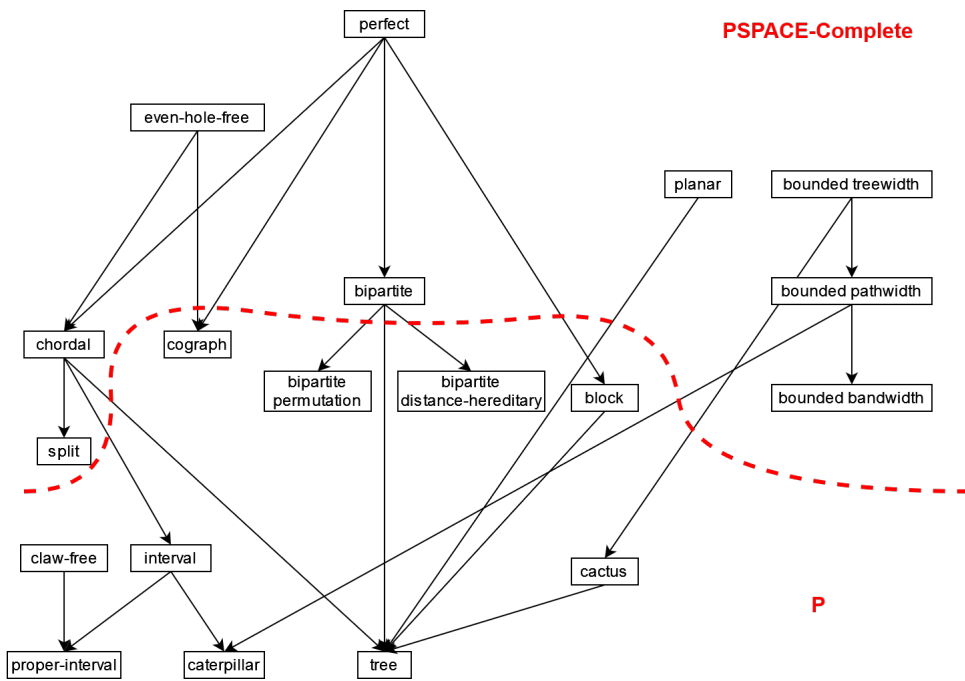 perfect
PSPACE-Complete
even-hole-free
planar
bounded treewidth
bipartite
bounded pathwidth
chordal
cograph
bipartite
permutation
bipartite
distance-hereditary
block
bounded bandwidth
split
claw-free
interval
cactus
P
proper-interval
caterpillar
tree